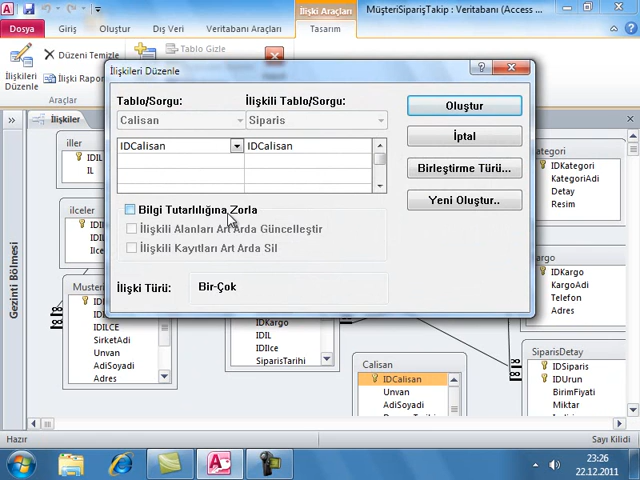 İlişki Araçları
MüşteriSiparişTakip : Veritabanı (Access ...
Dosya
Giriş
Oluştur
Dış Veri
Veritabanı Araçları
Tasarım
İlişkileri
Düzenle
Düzeni Temizle
İlişki Rapor
Tablo Gizle
Araçlar
İlişkiler
Gezinti Bölmesi
iller
IDIL
IL
ilceler
IDIL
Ilce
Musteri
IDIL
IDILCE
SirketAdi
Unvan
AdiSoyadi
Adres
İlişkileri Düzenle
Tablo/Sorgu:
İlişkili Tablo/Sorgu:
Calisan
Siparis
IDCalisan
IDCalisan
Bilgi Tutarlılığına Zorla
İlişkili Alanları Art Arda Güncelleştir
İlişkili Kayıtları Art Arda Sil
İlişki Türü:
Bir-Çok
Oluştur
İptal
Birleştirme Türü...
Yeni Oluştur..
IDKargo
IDIL
IDIlce
SiparisTarihi
Calisan
IDCalisan
Unvan
AdiSoyadi
ategori
IDKategori
KategoriAdi
Detay
Resim
argo
IDKargo
KargoAdi
Telefon
Adres
SiparisDetay
IDSiparis
IDUrun
BirimFiyati
Miktar
Hazır
Sayı Kilidi
23:26
22.12.2011